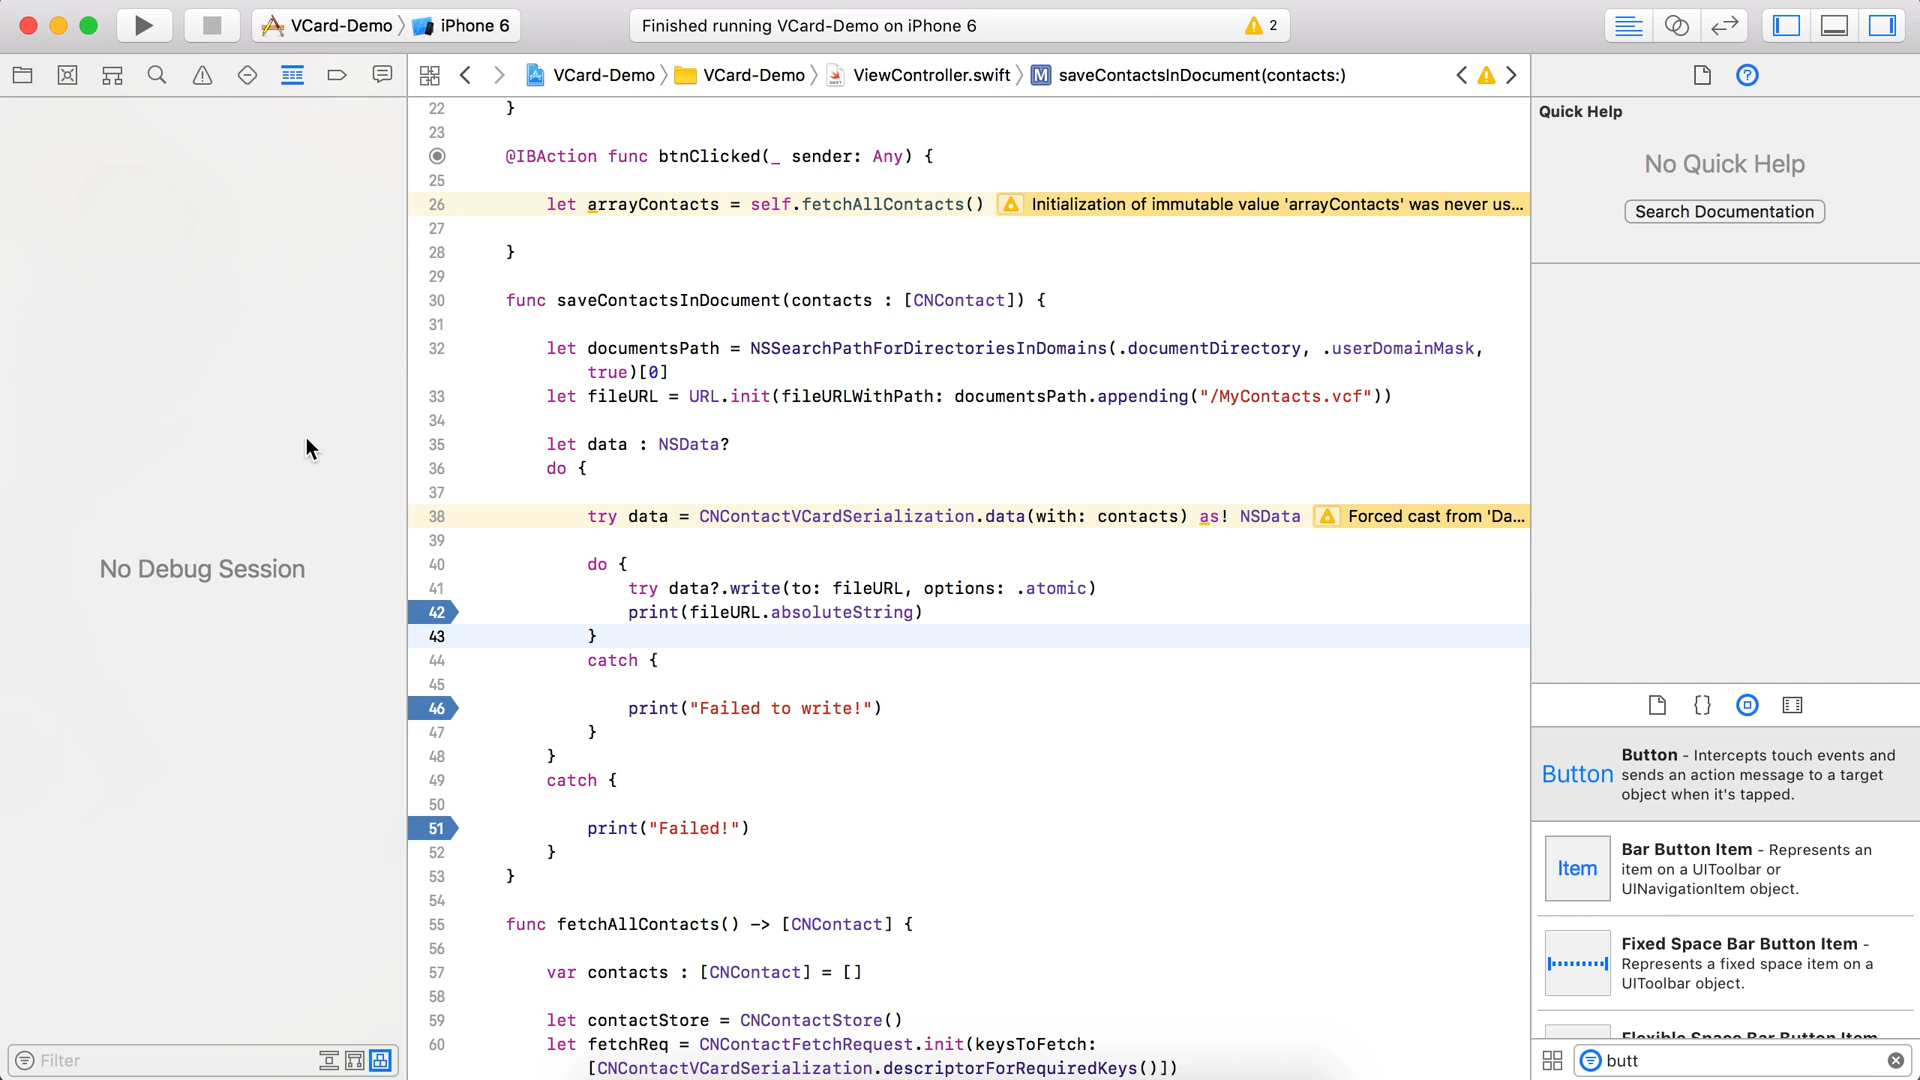 VCard-Demo iPhone 6
Finished running VCard-Demo on iPhone 6
2
VCard-Demo VCard-Demo ViewController.swift M saveContactsInDocument(contacts:)
22 }
23
@IBAction func btnClicked(_ sender: Any) {
25
26 let arrayContacts = self.fetchAllContacts() Initialization of immutable value 'arrayContacts' was never us...
27
28 }
29
30 func saveContactsInDocument(contacts : [CNContact]) {
31
32 let documentsPath = NSSearchPathForDirectoriesInDomains(.documentDirectory, .userDomainMask,
true)[0]
33 let fileURL = URL.init(fileURLWithPath: documentsPath.appending("/MyContacts.vcf"))
34
35 let data : NSData?
36 do {
37
38 try data = CNContactVCardSerialization.data(with: contacts) as! NSData Forced cast from 'Da...
39
40 do {
41 try data?.write(to: fileURL, options: .atomic)
42 print(fileURL.absoluteString)
43 }
44 catch {
45
46 print("Failed to write!")
47 }
48 }
49 catch {
50
51 print("Failed!")
52 }
53 }
54
55 func fetchAllContacts() -> [CNContact] {
56
57 var contacts : [CNContact] = []
58
59 let contactStore = CNContactStore()
60 let fetchReq = CNContactFetchRequest.init(keysToFetch:
[CNContactVCardSerialization.descriptorForRequiredKeys()])
No Debug Session
Filter
Quick Help
No Quick Help
Search Documentation
{}
Button
Button - Intercepts touch events and
sends an action message to a target
object when it's tapped.
Item
Bar Button Item - Represents an
item on a UIToolbar or
UINavigationItem object.
Fixed Space Bar Button Item -
Represents a fixed space item on a
UIToolbar object.
Flexible Space Bar Button Item
butt